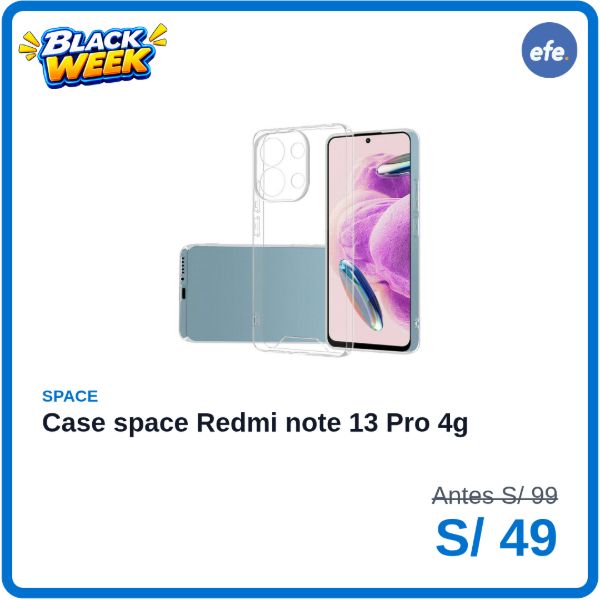 BLACK
WEEK
efe.
SPACE
Case space Redmi note 13 Pro 4g
Antes S/ 99
S/ 49